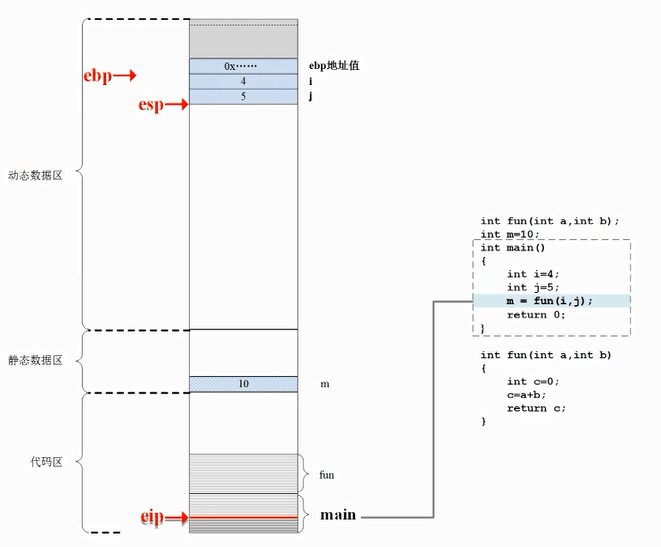 0x······
ebp地址值
ebp
4
i
esp
5
j
动态数据区
int fun(int a,int b);
int m=10;
int main()
{
int i=4;
int j=5;
m = fun(i,j);
return 0;
}
静态数据区
10
m
int fun(int a,int b)
{
int c=0;
c=a+b;
return c;
}
代码区
fun
eip
main